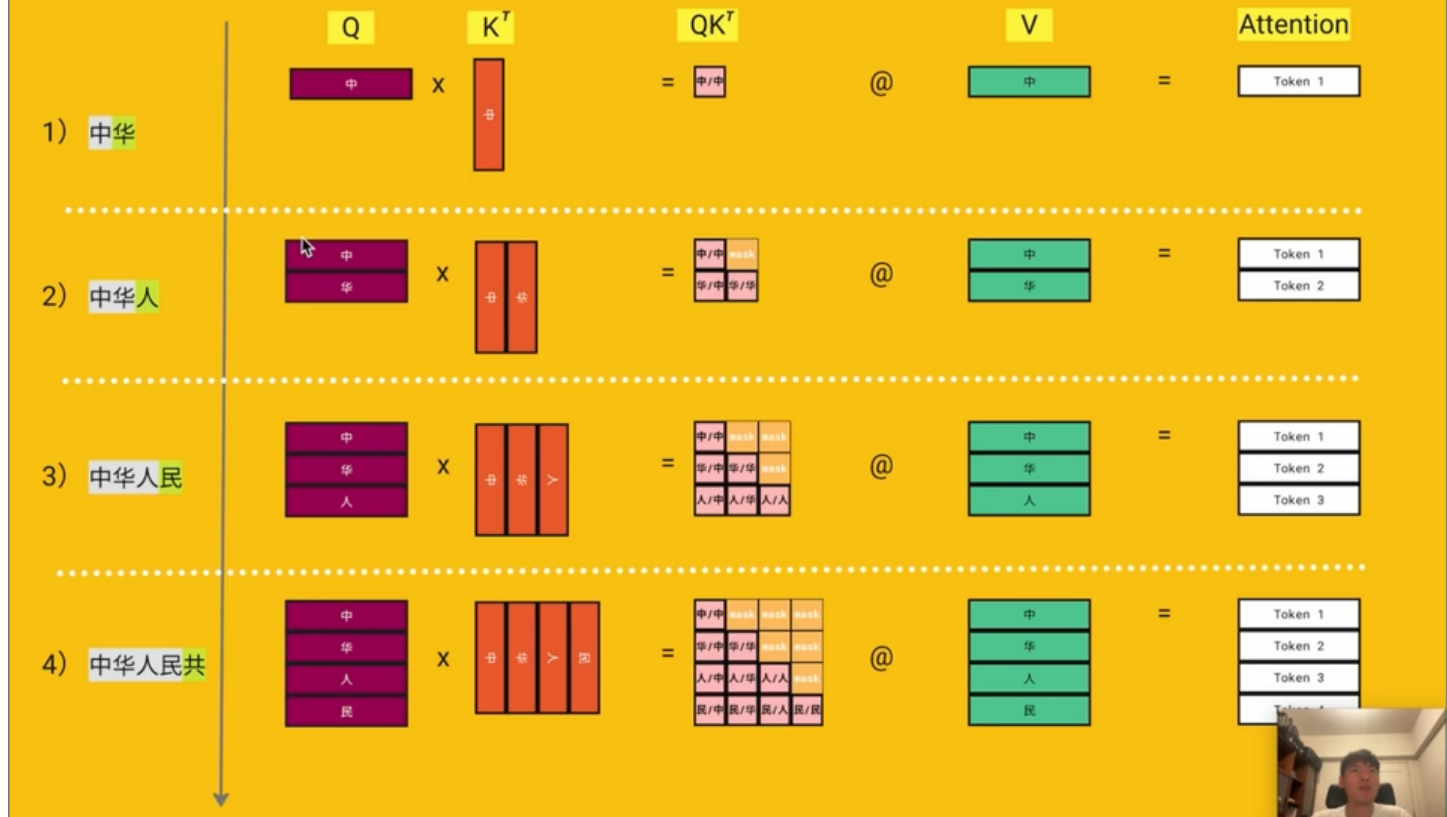 Q K^T QK^T V Attention
中 x 中 = 中/中 @ 中 = Token 1
1） 中华
中 中/中 mask 中 = Token 1
2） 中华人 华 x 中 华 = 华/中 华/华 @ 华 Token 2
中 中/中 mask mask 中 = Token 1
3） 中华人民 华 x 中 华 人 = 华/中 华/华 mask @ 华 Token 2
人 人/中 人/华 人/人 人 Token 3
中 中/中 mask mask mask 中 = Token 1
华 华/中 华/华 mask mask 华 Token 2
4） 中华人民共 x 中 华 人 民 = @
人 人/中 人/华 人/人 mask 人 Token 3
民 民/中 民/华 民/人 民/民 民